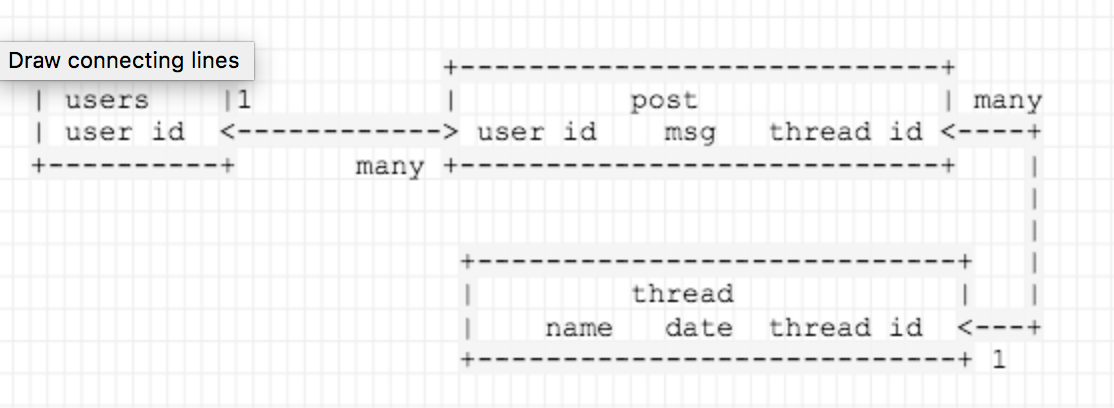 Draw connecting lines
users 1 post many
user id user id msg thread id
many
thread
name date thread id
1